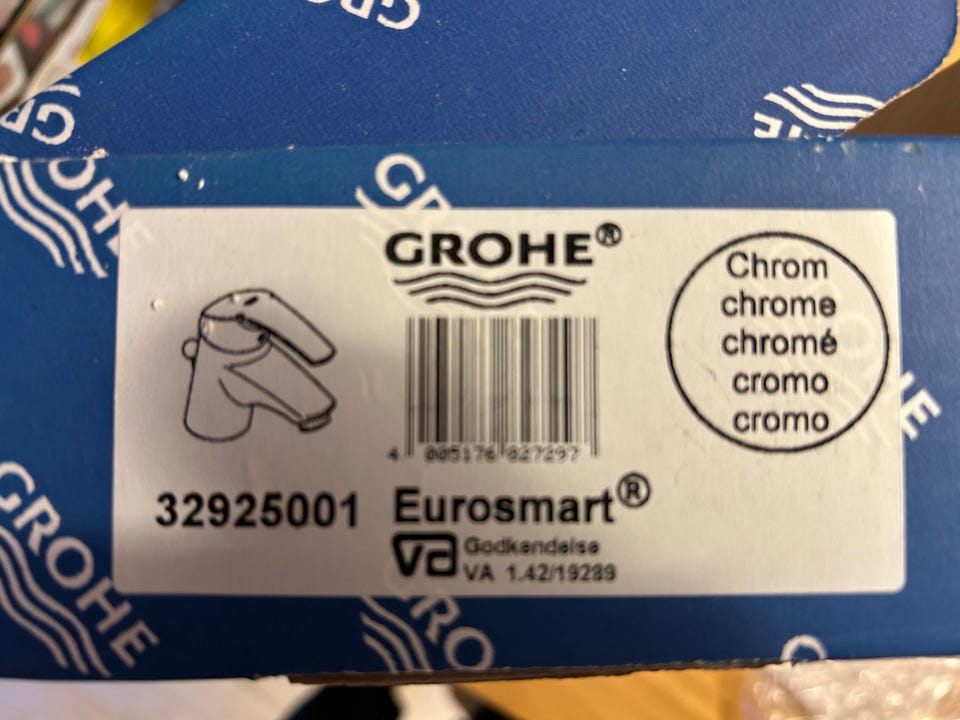 GROHE
GROHE
GROHE®
Chrom
chrome
chromé
cromo
cromo
4 005176 827297
32925001 Eurosmart®
va Godkendelse
VA 1.42/19289
GROHE